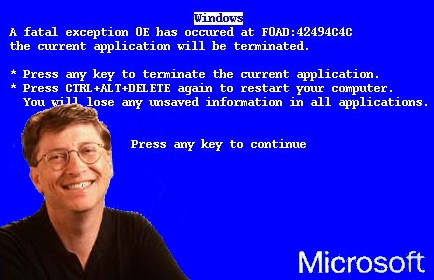 Windows
A fatal exception OE has occured at FOAD:42494C4C
the current application will be terminated.
* Press any key to terminate the current application.
* Press CTRL+ALT+DELETE again to restart your computer.
You will lose any unsaved information in all applications.
Press any key to continue
Microsoft